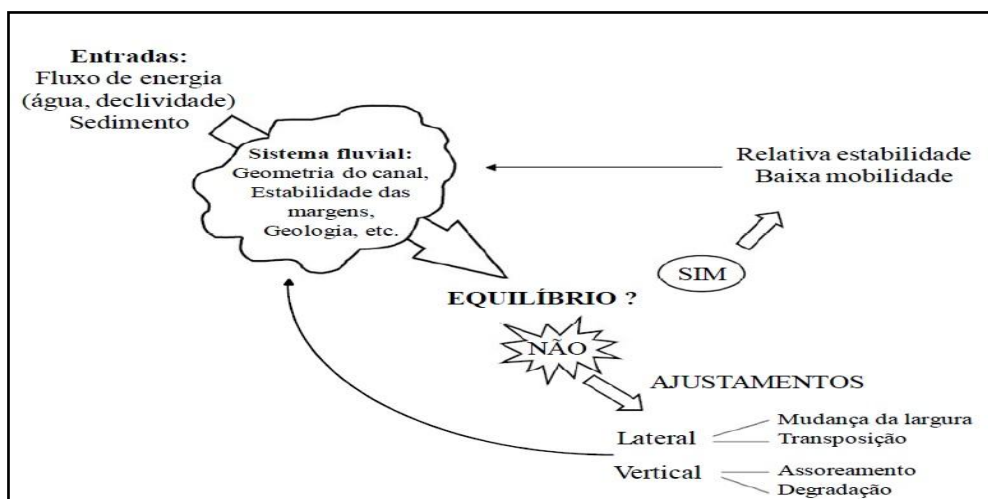 Entradas:
Fluxo de energia
(água, declividade)
Sedimento
Sistema fluvial:
Geometria do canal,
Estabilidade das
margens,
Geologia, etc.
Relativa estabilidade
Baixa mobilidade
SIM
EQUILÍBRIO ?
NÃO
AJUSTAMENTOS
Lateral
Mudança da largura
Transposição
Vertical
Assoreamento
Degradação